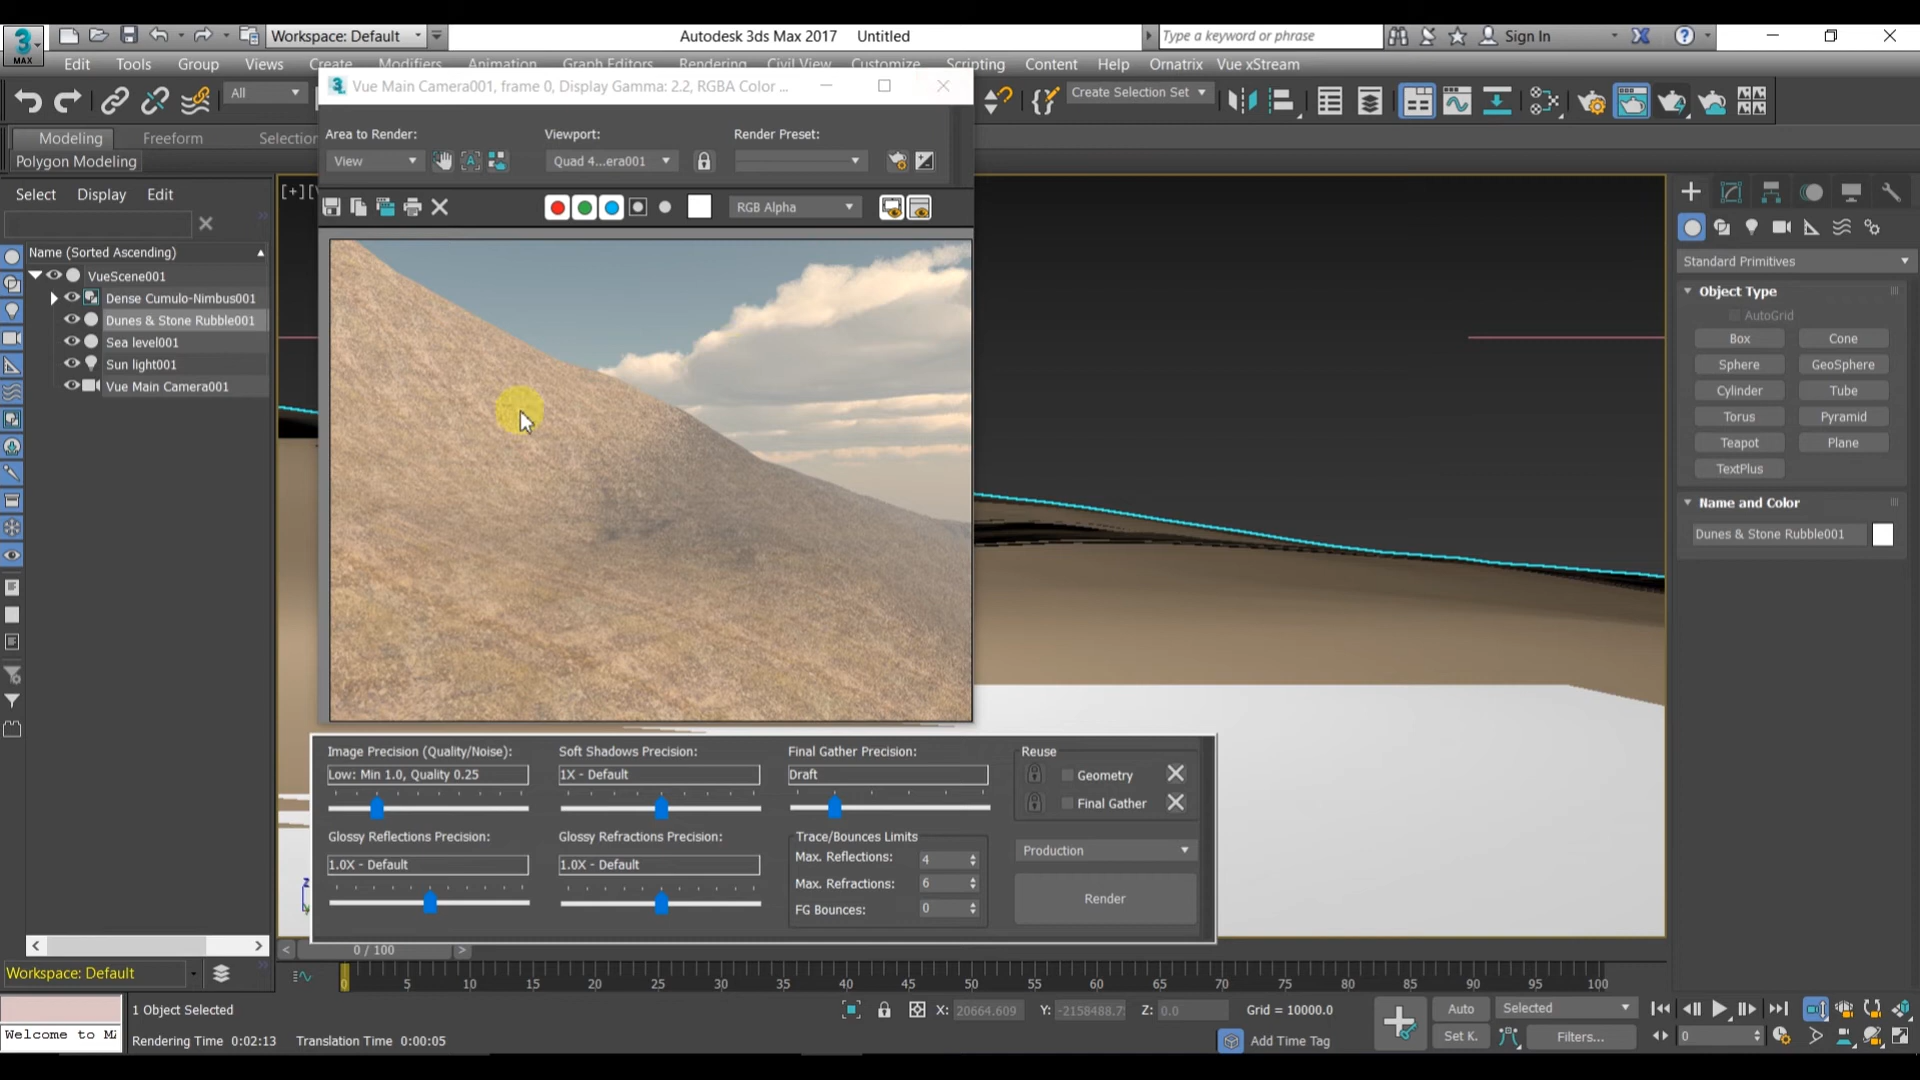 Workspace: Default
Autodesk 3ds Max 2017 Untitled
Type a keyword or phrase
Sign In
MAX
Edit Tools Group Views Create Modifiers Animation Graph Editors Rendering Civil View Customize Scripting Content Help Ornatrix Vue xStream
Vue Main Camera001, frame 0, Display Gamma: 2.2, RGBA Color ...
All
Create Selection Set
Area to Render: Viewport: Render Preset:
View
Quad 4...era001
Modeling Freeform Selection
Polygon Modeling
Select Display Edit
[+]
RGB Alpha
Name (Sorted Ascending)
VueScene001
Dense Cumulo-Nimbus001
Dunes & Stone Rubble001
Sea level001
Sun light001
Vue Main Camera001
Standard Primitives
Object Type
AutoGrid
Box Cone
Sphere GeoSphere
Cylinder Tube
Torus Pyramid
Teapot Plane
TextPlus
Name and Color
Dunes & Stone Rubble001
Image Precision (Quality/Noise): Soft Shadows Precision: Final Gather Precision: Reuse
Low: Min 1.0, Quality 0.25 1X - Default Draft Geometry
Final Gather
Glossy Reflections Precision: Glossy Refractions Precision: Trace/Bounces Limits
1.0X - Default 1.0X - Default
Max. Reflections: 4
Max. Refractions: 6
FG Bounces: 0
Production
Render
Z
0 / 100
Workspace: Default
0 5 10 15 20 25 30 35 40 45 50 55 60 65 70 75 80 85 90 95 100
1 Object Selected
X: 20664.609 Y: -2158488.7 Z: 0.0 Grid = 10000.0
Auto Selected
Set K. Filters...
0
Welcome to
Rendering Time 0:02:13 Translation Time 0:00:05
Add Time Tag